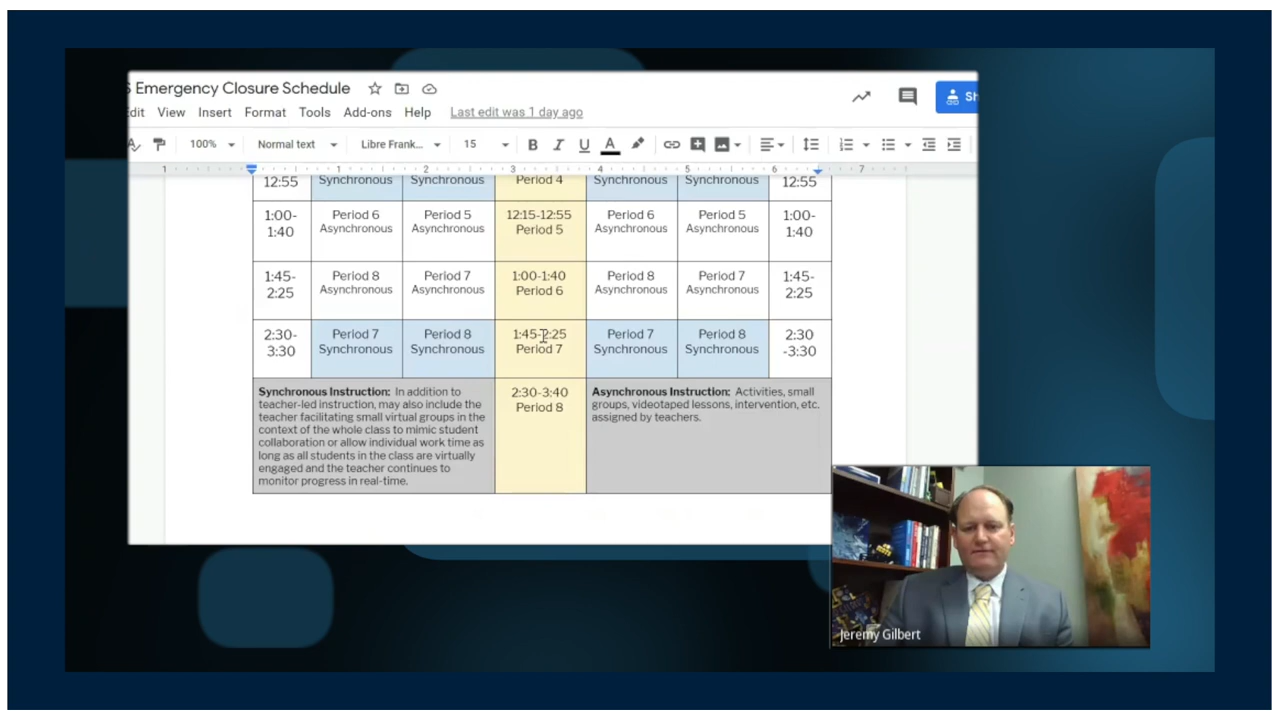 Emergency Closure Schedule
dit View Insert Format Tools Add-ons Help Last edit was 1 day ago
100% Normal text Libre Frank... 15 B I U A
1 1 2 3 4 5 6 7
12:55 Synchronous Synchronous Period 4 Synchronous Synchronous 12:55
1:00- Period 6 Period 5 12:15-12:55 Period 6 Period 5 1:00-
1:40 Asynchronous Asynchronous Period 5 Asynchronous Asynchronous 1:40
1:45- Period 8 Period 7 1:00-1:40 Period 8 Period 7 1:45-
2:25 Asynchronous Asynchronous Period 6 Asynchronous Asynchronous 2:25
2:30- Period 7 Period 8 1:45-2:25 Period 7 Period 8 2:30
3:30 Synchronous Synchronous Period 7 Synchronous Synchronous -3:30
Synchronous Instruction: In addition to
teacher-led instruction, may also include the
teacher facilitating small virtual groups in the
context of the whole class to mimic student
collaboration or allow individual work time as
long as all students in the class are virtually
engaged and the teacher continues to
monitor progress in real-time.
2:30-3:40
Period 8
Asynchronous Instruction: Activities, small
groups, videotaped lessons, intervention, etc.
assigned by teachers.
Jeremy Gilbert